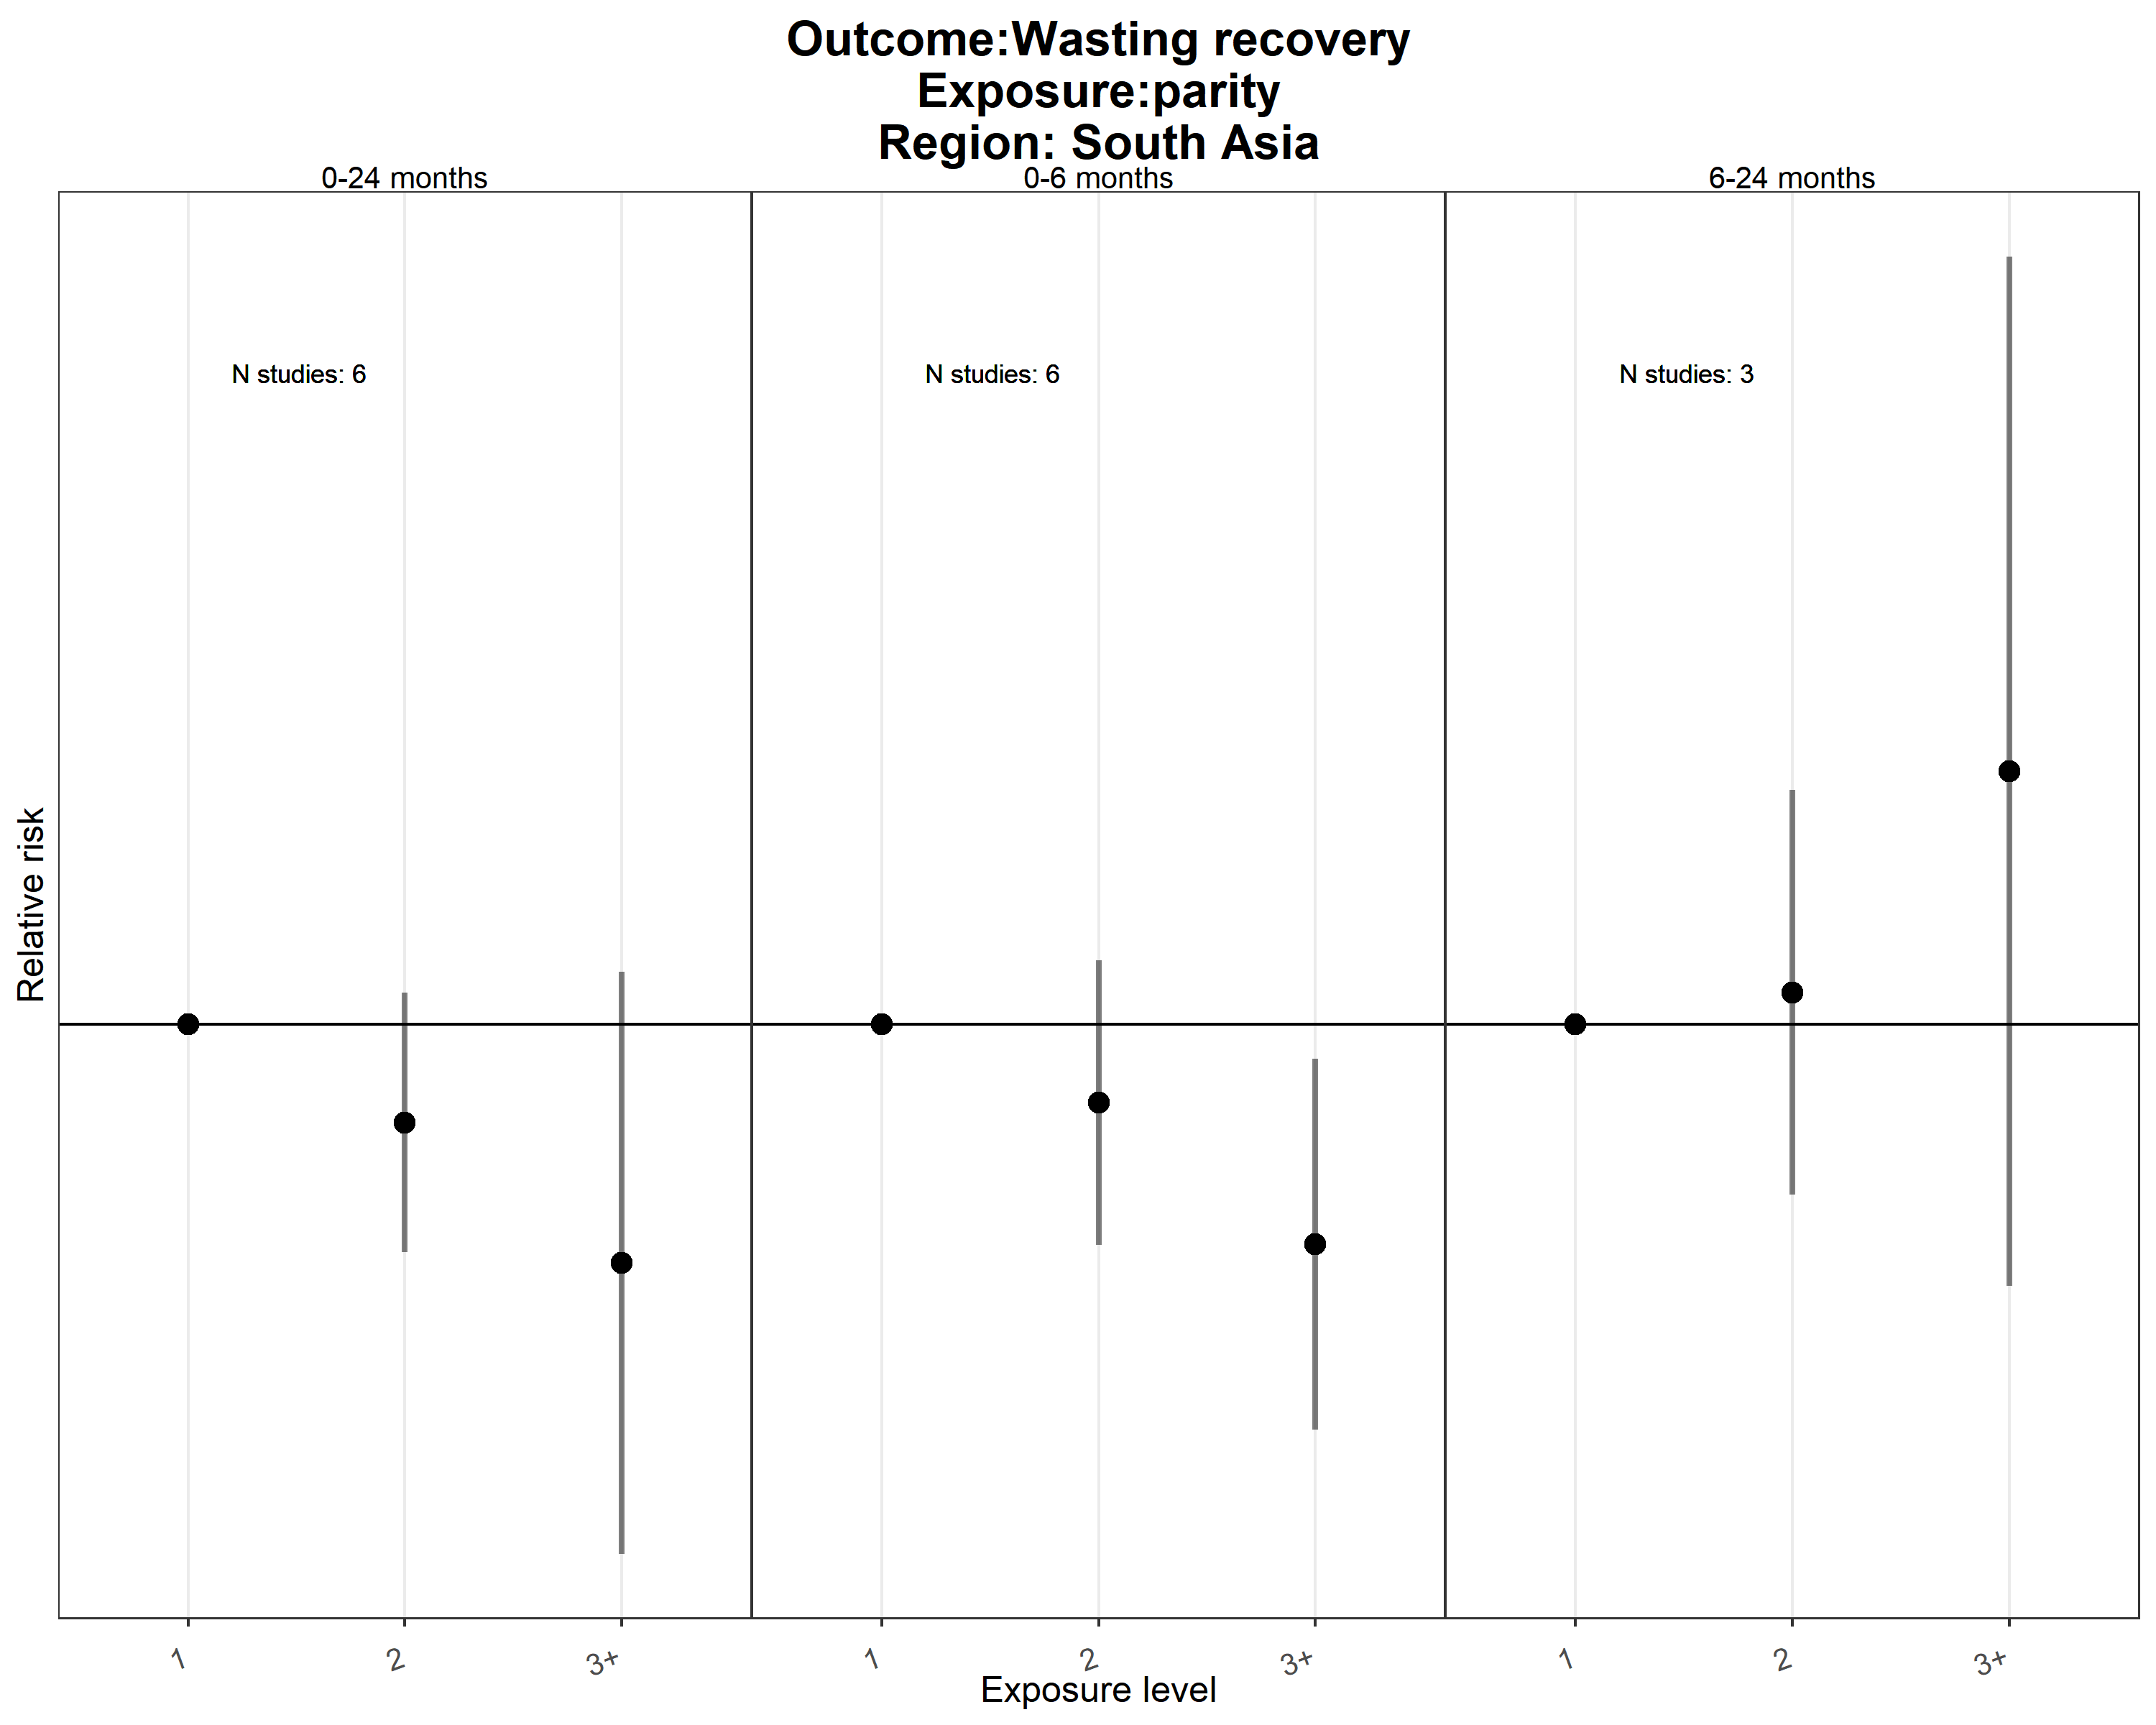 Outcome:Wasting recovery
Exposure:parity
Region: South Asia
0-24 months
0-6 months
6-24 months
N studies: 6
N studies: 6
N studies: 3
Relative risk
1
2
3+
1
2
3+
1
2
3+
Exposure level